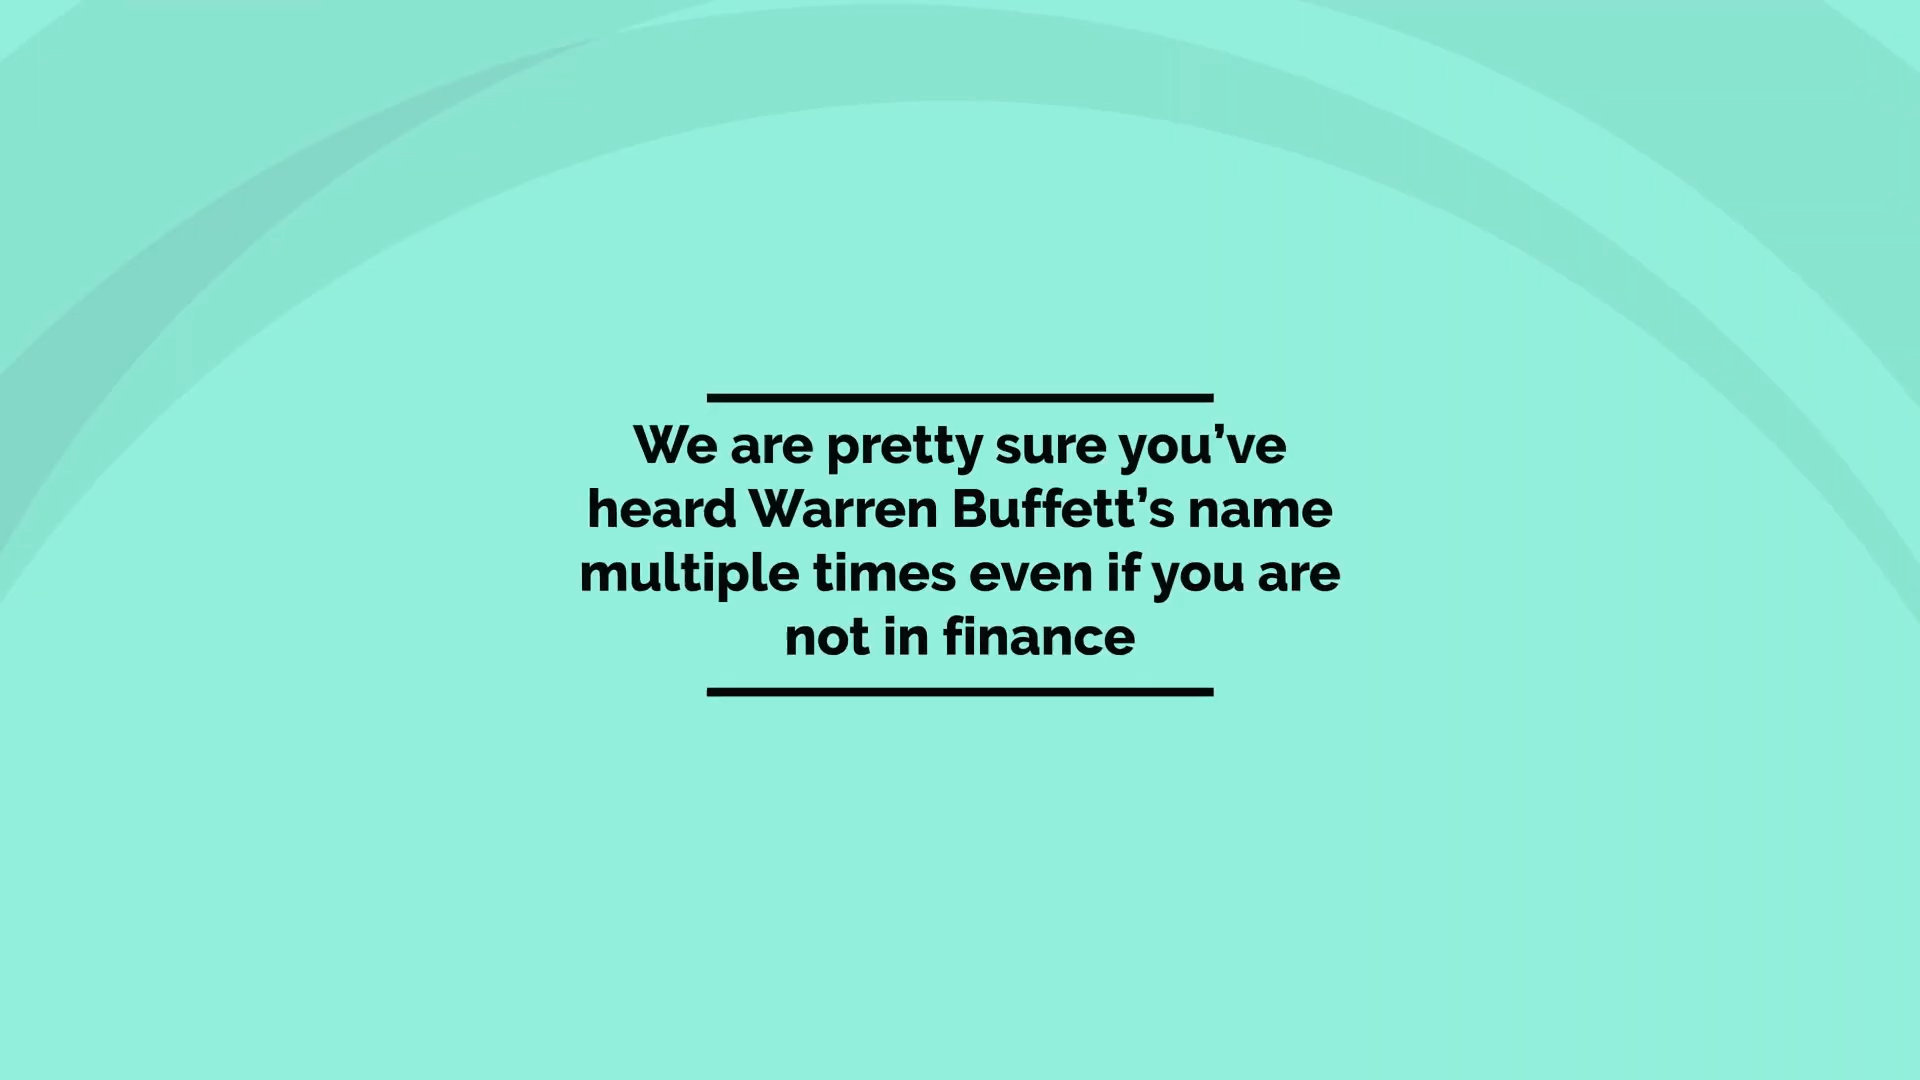 We are pretty sure you’ve
heard Warren Buffett’s name
multiple times even if you are
not in finance